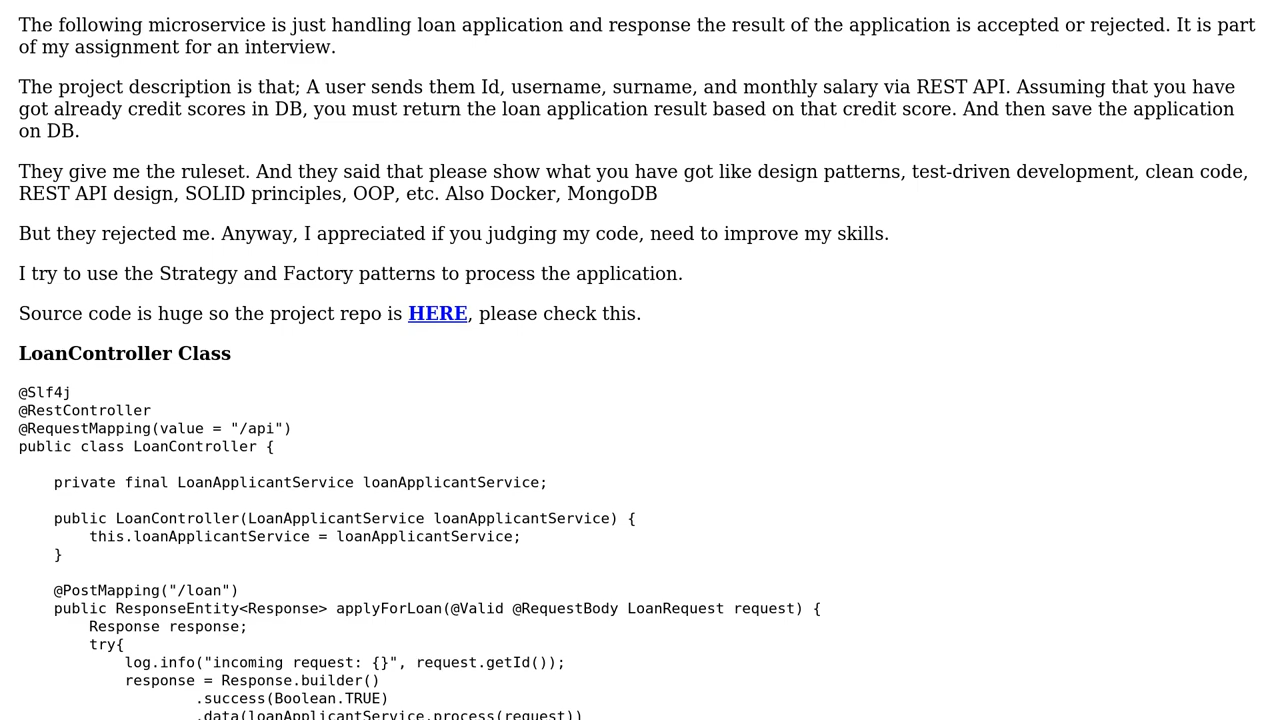 The following microservice is just handling loan application and response the result of the application is accepted or rejected. It is part
of my assignment for an interview.
The project description is that; A user sends them Id, username, surname, and monthly salary via REST API. Assuming that you have
got already credit scores in DB, you must return the loan application result based on that credit score. And then save the application
on DB.
They give me the ruleset. And they said that please show what you have got like design patterns, test-driven development, clean code,
REST API design, SOLID principles, OOP, etc. Also Docker, MongoDB
But they rejected me. Anyway, I appreciated if you judging my code, need to improve my skills.
I try to use the Strategy and Factory patterns to process the application.
Source code is huge so the project repo is HERE, please check this.
LoanController Class
@Slf4j
@RestController
@RequestMapping(value = "/api")
public class LoanController {
    private final LoanApplicantService loanApplicantService;
    public LoanController(LoanApplicantService loanApplicantService) {
        this.loanApplicantService = loanApplicantService;
    }
    @PostMapping("/loan")
    public ResponseEntity<Response> applyForLoan(@Valid @RequestBody LoanRequest request) {
        Response response;
        try{
            log.info("incoming request: {}", request.getId());
            response = Response.builder()
                    .success(Boolean.TRUE)
                    .data(loanApplicantService.process(request))